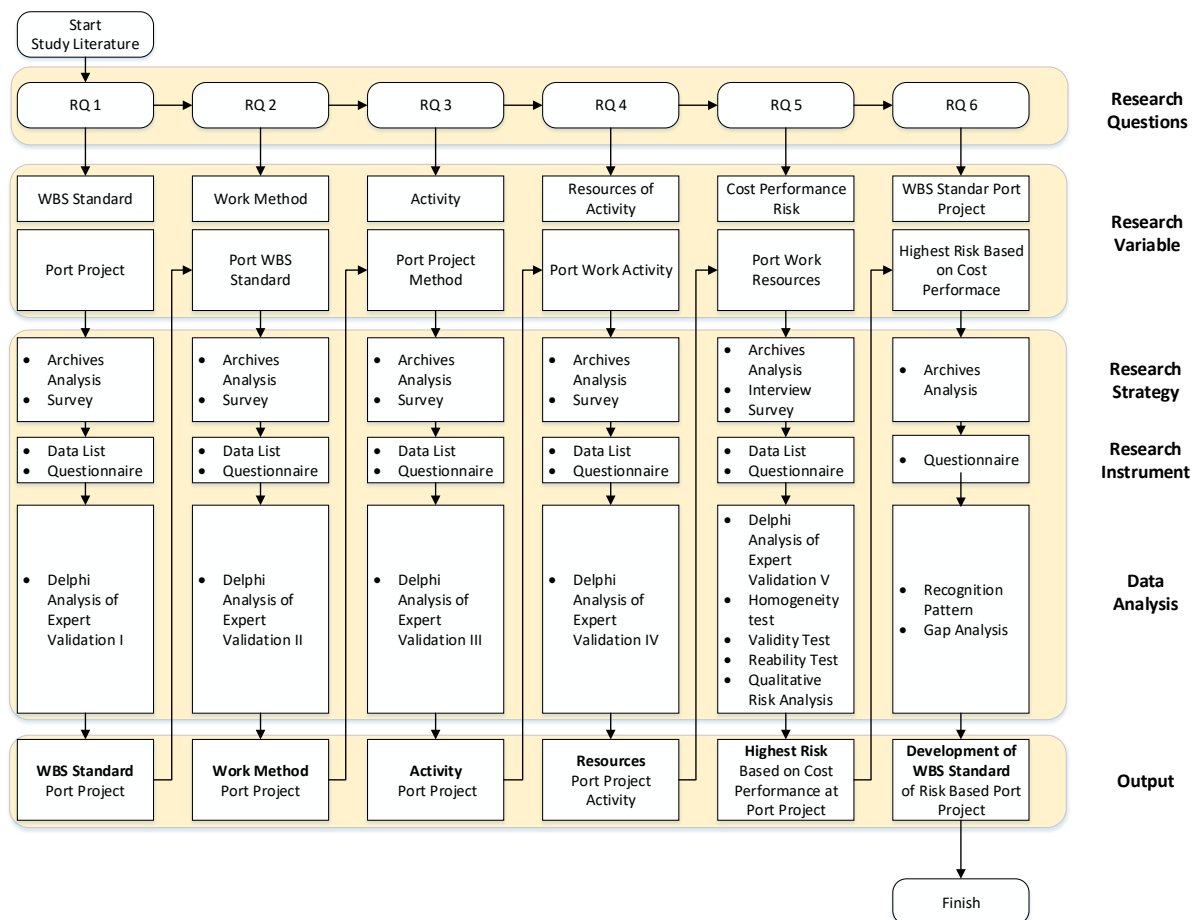 Start
Study Literature
RQ 1
RQ 2
RQ 3
RQ 4
RQ 5
RQ 6
Research
Questions
WBS Standard
Work Method
Activity
Resources of
Activity
Cost Performance
Risk
WBS Standar Port
Project
Port Project
Port WBS
Standard
Port Project
Method
Port Work Activity
Port Work
Resources
Highest Risk Based
on Cost
Performace
Research
Variable
• Archives
Analysis
• Survey
• Archives
Analysis
• Survey
• Archives
Analysis
• Survey
• Archives
Analysis
• Survey
• Archives
Analysis
• Interview
• Survey
• Archives
Analysis
Research
Strategy
• Data List
• Questionnaire
• Data List
• Questionnaire
• Data List
• Questionnaire
• Data List
• Questionnaire
• Data List
• Questionnaire
• Questionnaire
Research
Instrument
• Delphi
Analysis of
Expert
Validation I
• Delphi
Analysis of
Expert
Validation II
• Delphi
Analysis of
Expert
Validation III
• Delphi
Analysis of
Expert
Validation IV
• Delphi
Analysis of
Expert
Validation V
• Homogeneity
test
• Validity Test
• Reability Test
• Qualitative
Risk Analysis
• Recognition
Pattern
• Gap Analysis
Data
Analysis
WBS Standard
Port Project
Work Method
Port Project
Activity
Port Project
Resources
Port Project
Activity
Highest Risk
Based on Cost
Performance at
Port Project
Development of
WBS Standard
of Risk Based Port
Project
Output
Finish